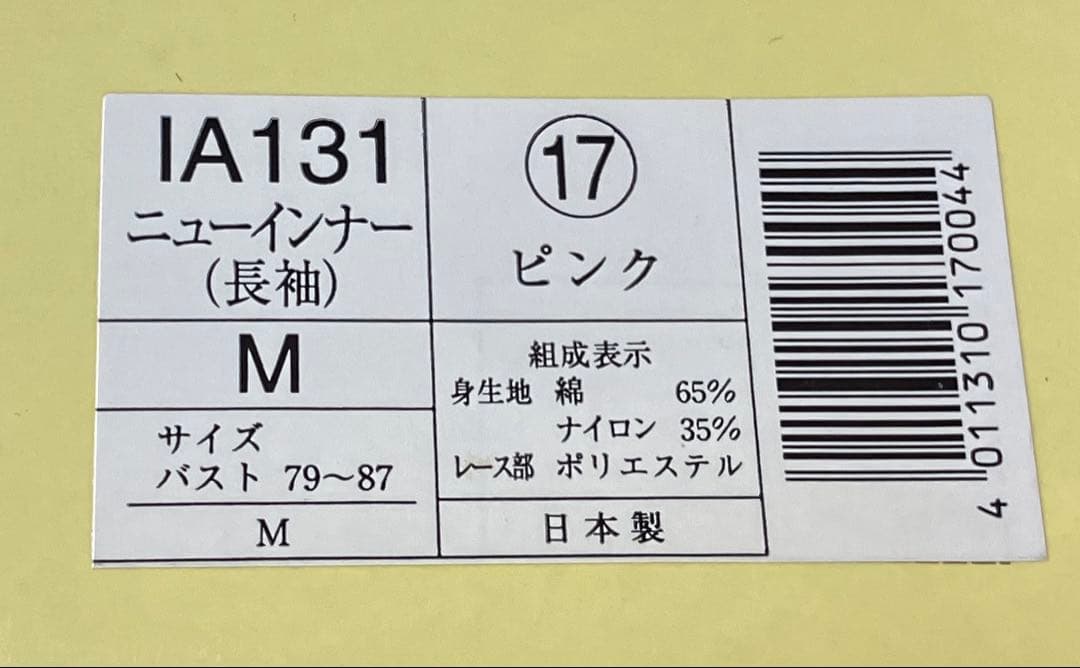 IA131
ニューインナー
(長袖)
M
サイズ
バスト 79〜87
M
17
ピンク
組成表示
身生地 綿 65%
ナイロン 35%
レース部 ポリエステル
日本製
4 011310 170044